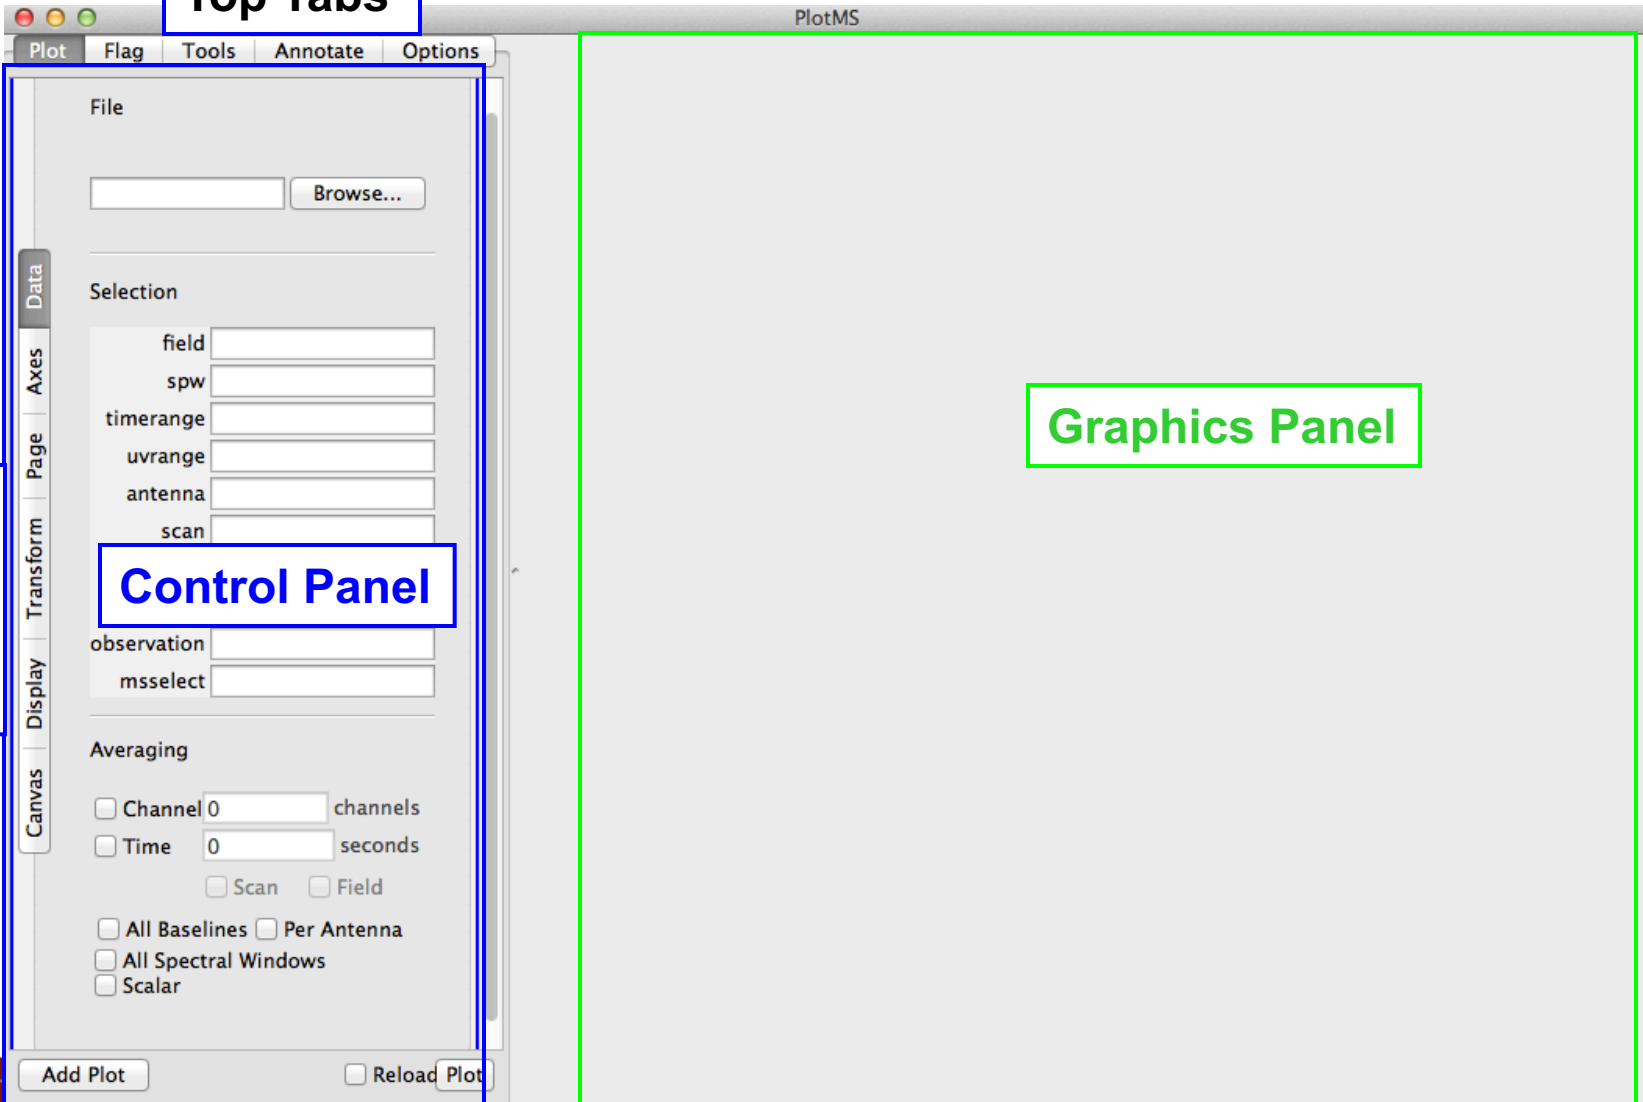 Top Tabs
PlotMS
Plot Flag Tools Annotate Options
File
Browse...
Data
Axes
Page
Transform
Display
Canvas
Selection
field
spw
timerange
uvrange
antenna
scan
Control Panel
observation
msselect
Averaging
Channel 0 channels
Time 0 seconds
Scan Field
All Baselines Per Antenna
All Spectral Windows
Scalar
Add Plot Reload Plot
Graphics Panel